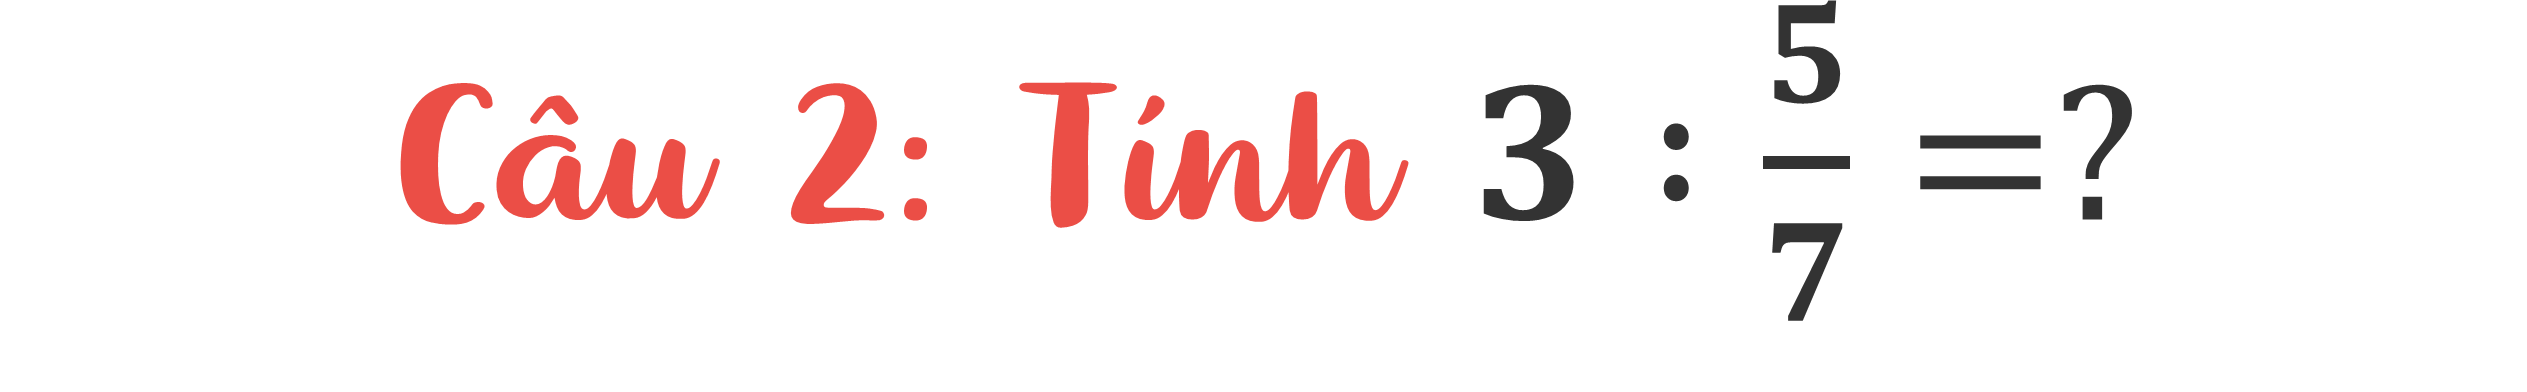 Câu 2: Tính 3 : 5/7 =?